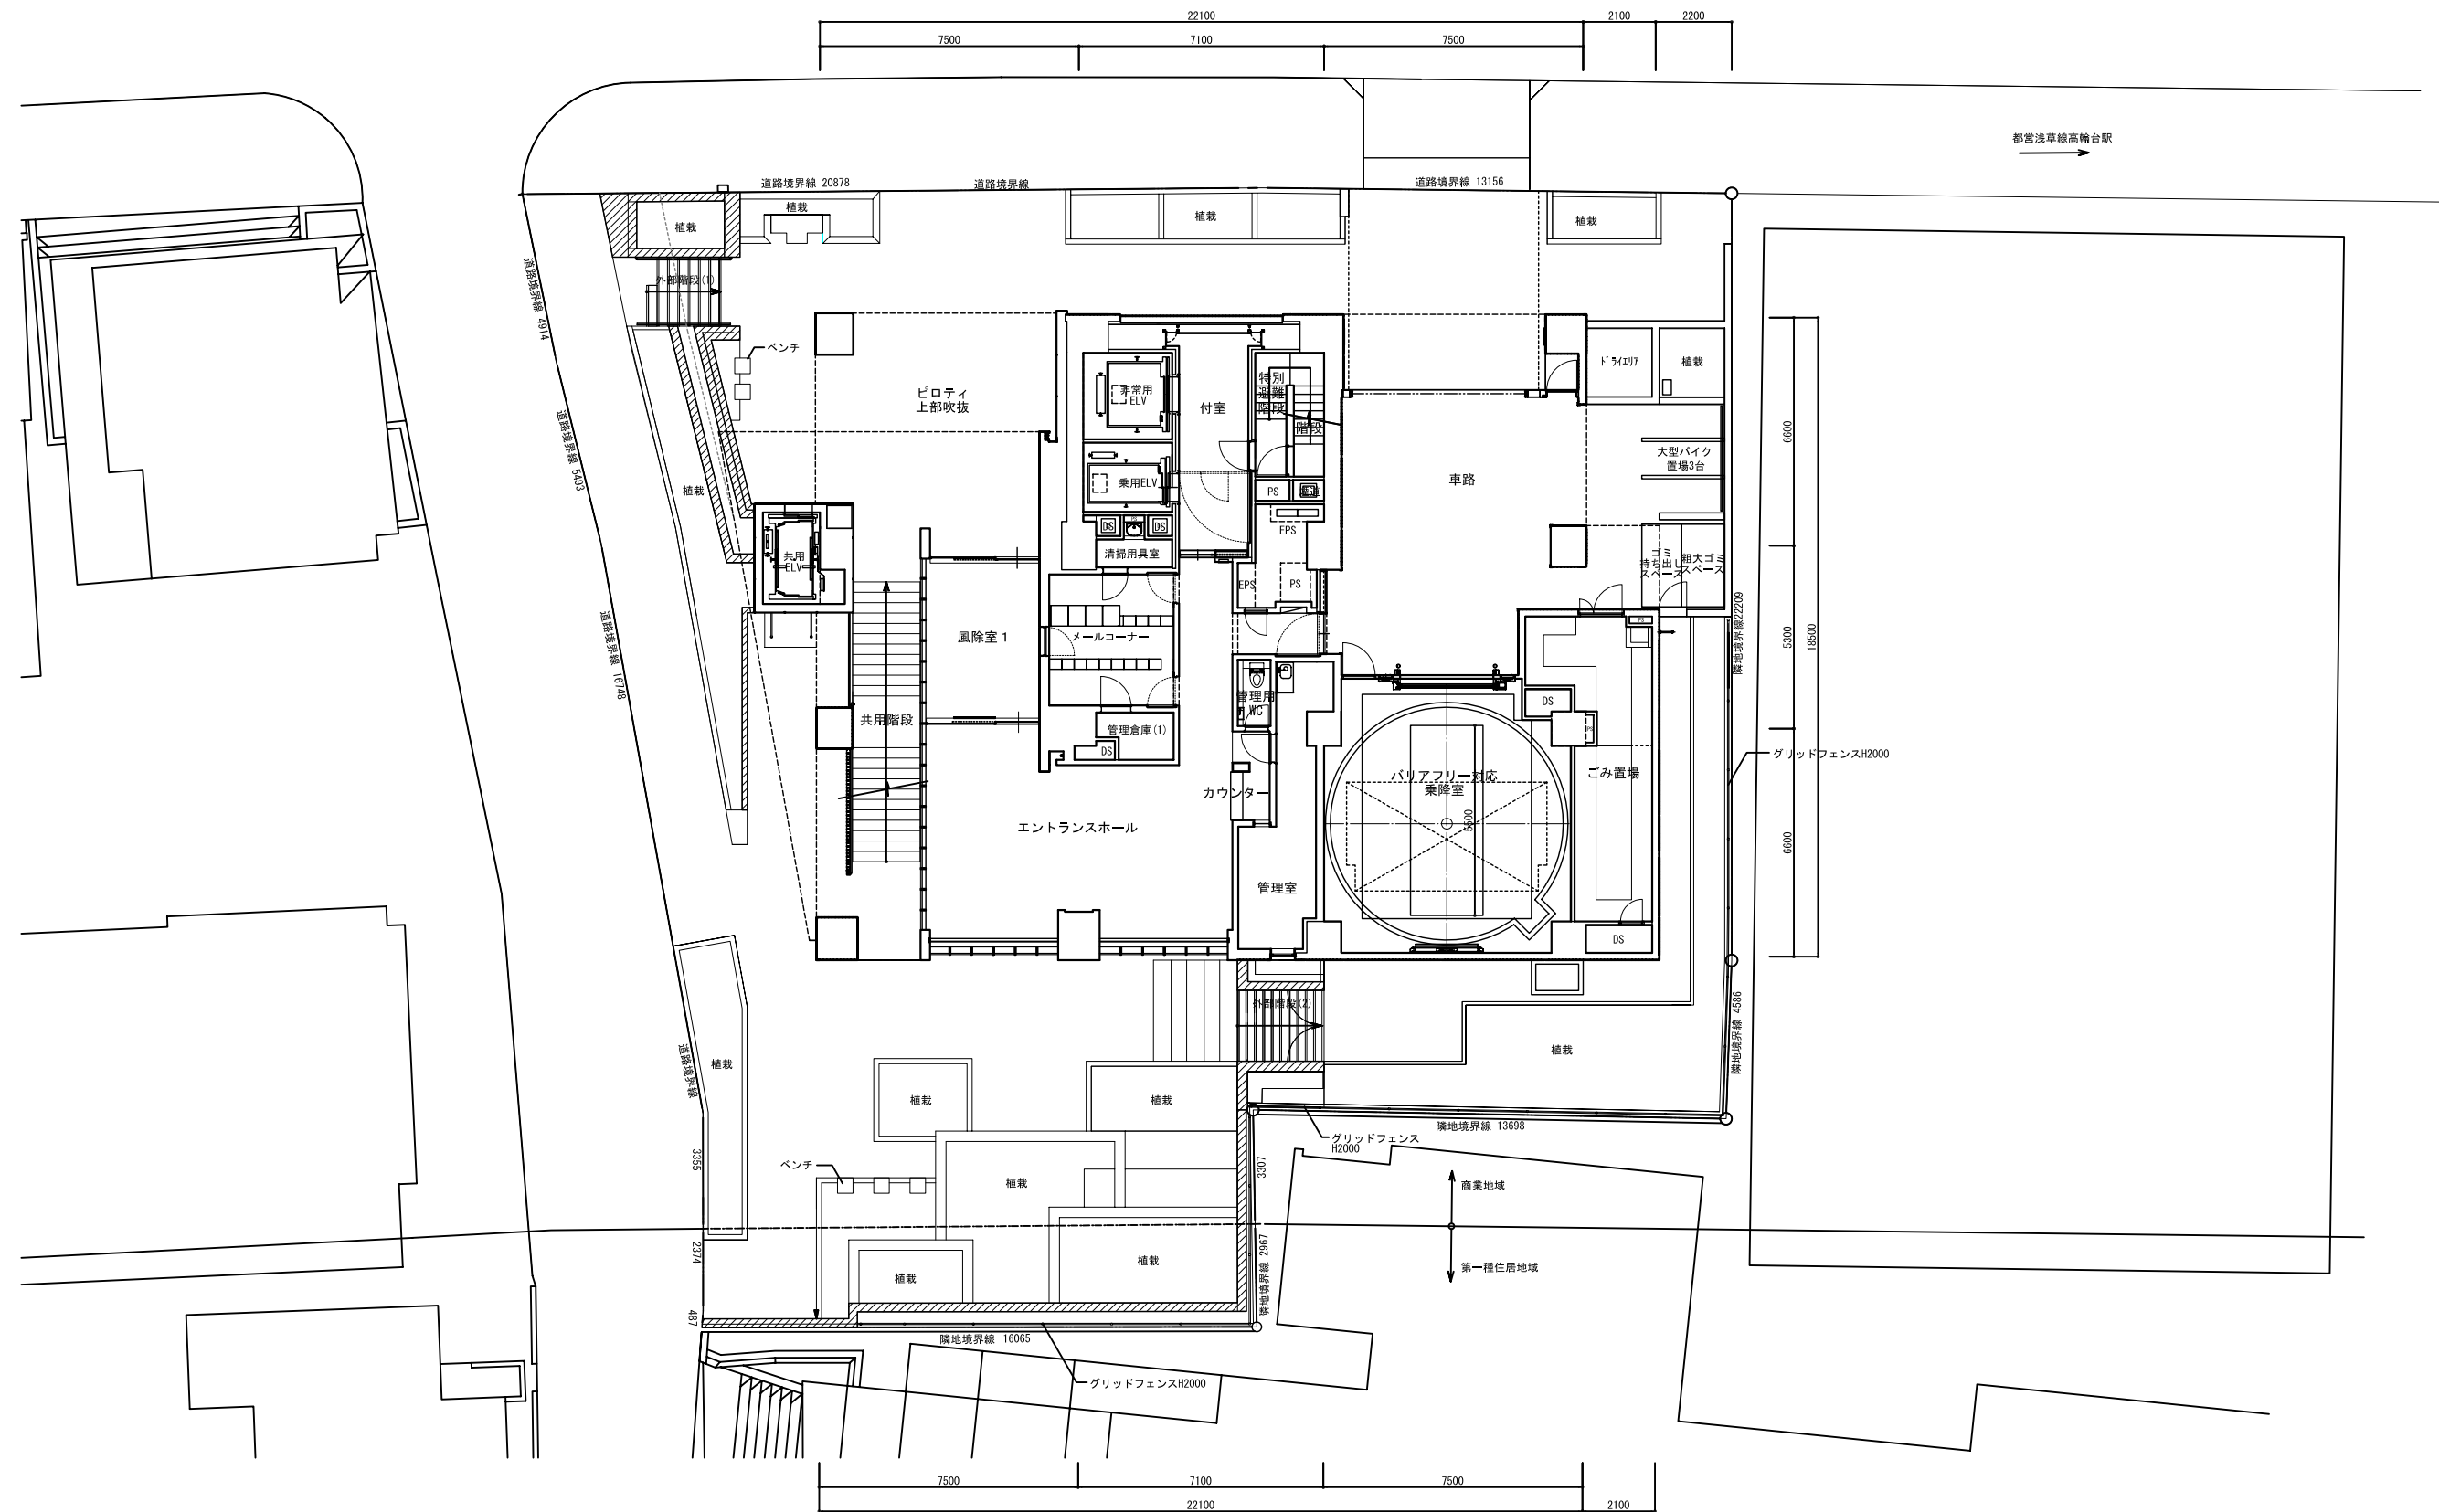 22100
2100
2200
7500
7100
7500
都営浅草線高輪台駅
道路境界線 20878
道路境界線
道路境界線 13156
植栽
植栽
植栽
植栽
外部階段(1)
道路境界線 4914
ベンチ
ピロティ
上部吹抜
非常用
ELV
付室
特別
避難
階段
階段
ドライエリア
植栽
道路境界線 5493
植栽
乗用ELV
PS
車路
大型バイク
置場3台
6600
DS
DS
EPS
共用
ELV
清掃用具室
EPS
PS
ゴミ
持ち出し
スペース
粗大ゴミ
スペース
道路境界線 16748
風除室1
メールコーナー
隣地境界線22209
5300
18500
管理用
WC
共用階段
管理倉庫(1)
DS
DS
グリッドフェンスH2000
バリアフリー対応
乗降室
5500
ごみ置場
カウンター
エントランスホール
6600
管理室
DS
外部階段(2)
隣地境界線 4586
道路境界線
植栽
植栽
植栽
植栽
隣地境界線 13698
グリッドフェンス
H2000
3355
ベンチ
植栽
3307
商業地域
2374
植栽
植栽
隣地境界線 2967
第一種住居地域
487
隣地境界線 16065
グリッドフェンスH2000
7500
7100
7500
22100
2100